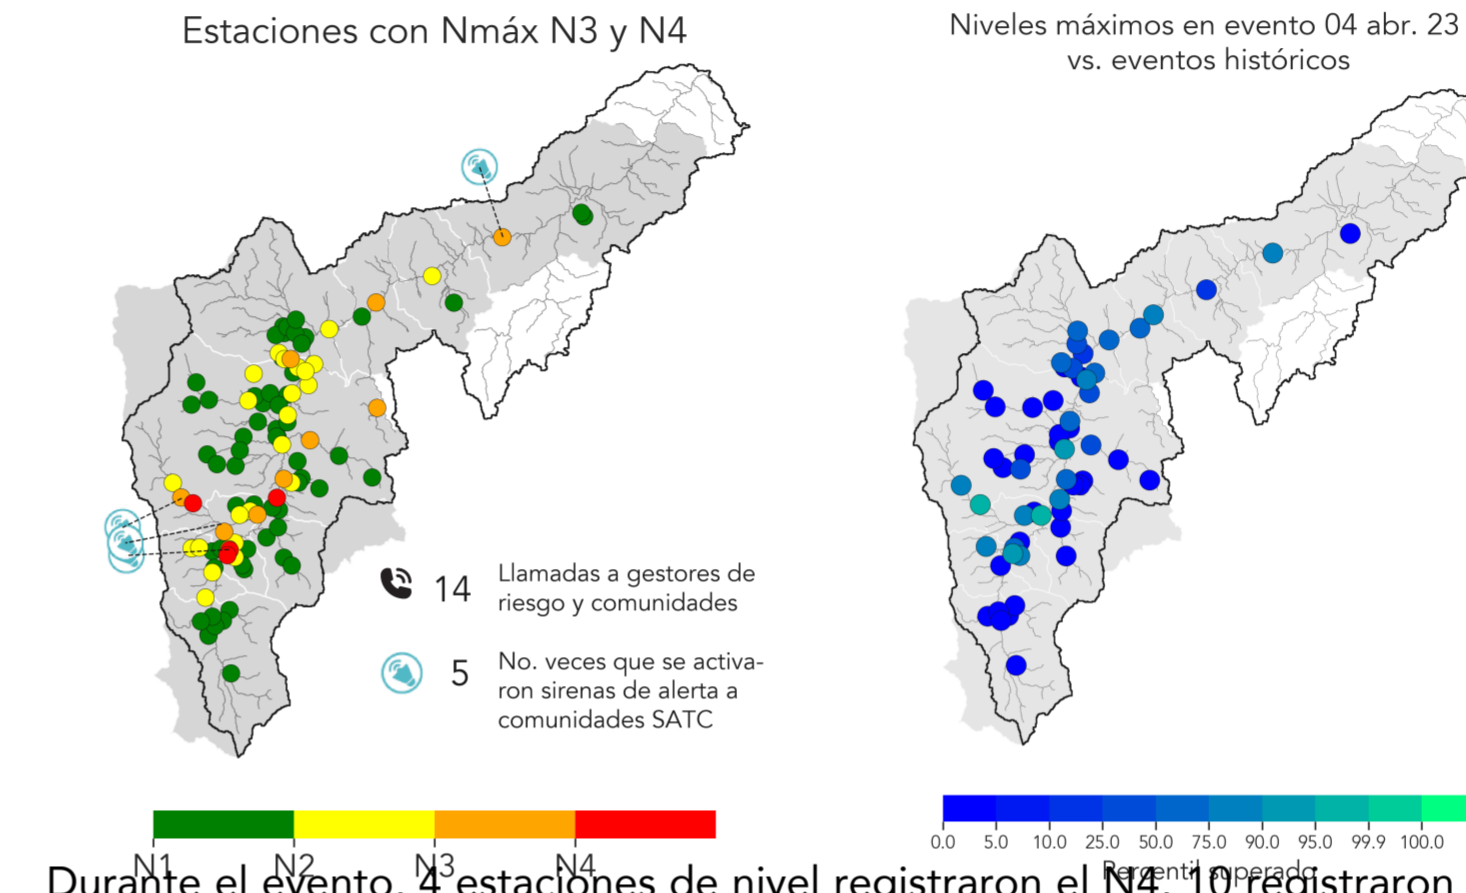 Estaciones con Nmáx N3 y N4
Niveles máximos en evento 04 abr. 23
vs. eventos históricos
14
Llamadas a gestores de
riesgo y comunidades
5
No. veces que se activa-
ron sirenas de alerta a
comunidades SATC
N1 N2 N3 N4
0.0 5.0 10.0 25.0 50.0 75.0 90.0 95.0 99.9 100.0
Percentil superado
Durante el evento, 4 estaciones de nivel registraron el N4, 10 registraron